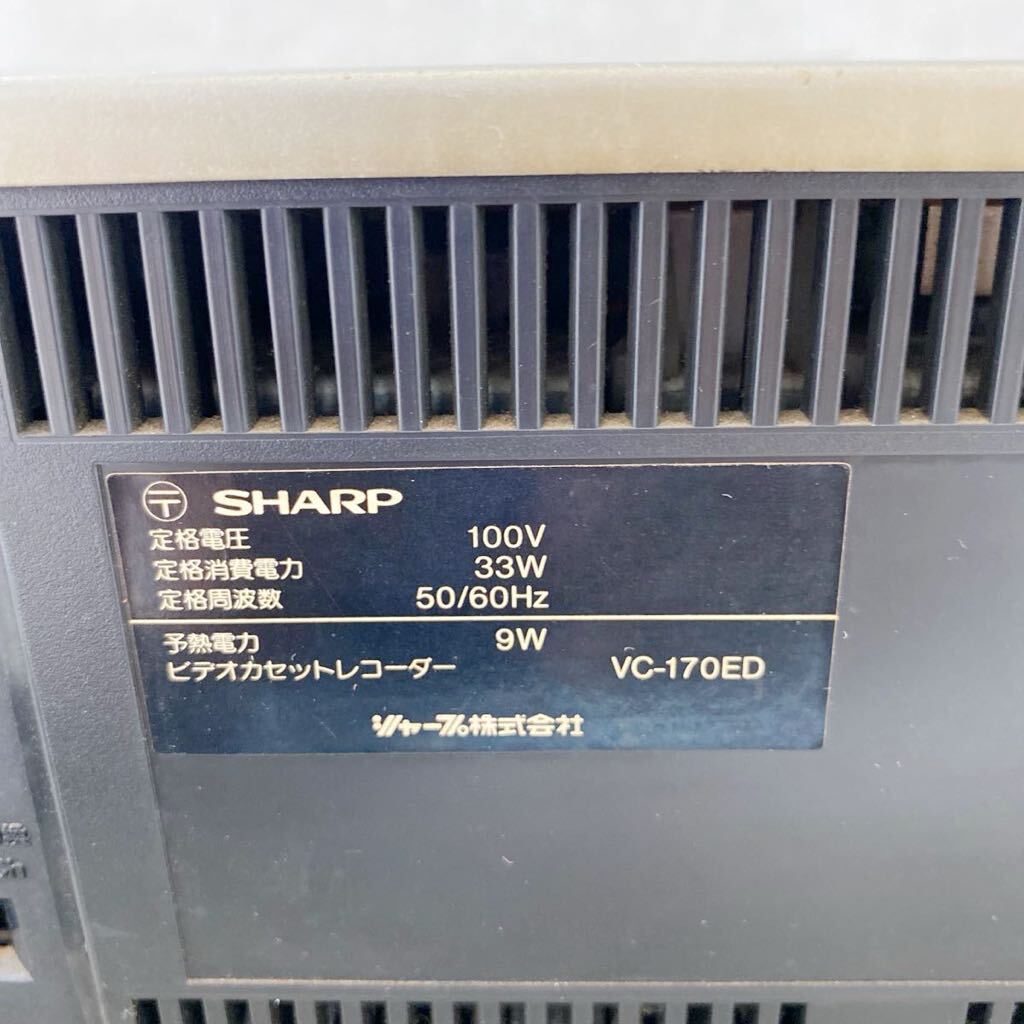 〒 SHARP
定格電圧 100V
定格消費電力 33W
定格周波数 50/60Hz
予熱電力 9W
ビデオカセットレコーダー VC-170ED
シャープ株式会社